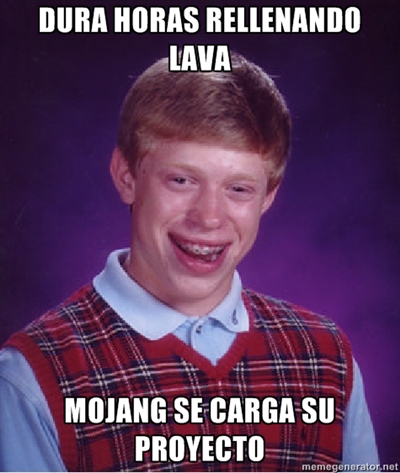 DURA HORAS RELLENANDO
LAVA
MOJANG SE CARGA SU
PROYECTO
memegenerator.net